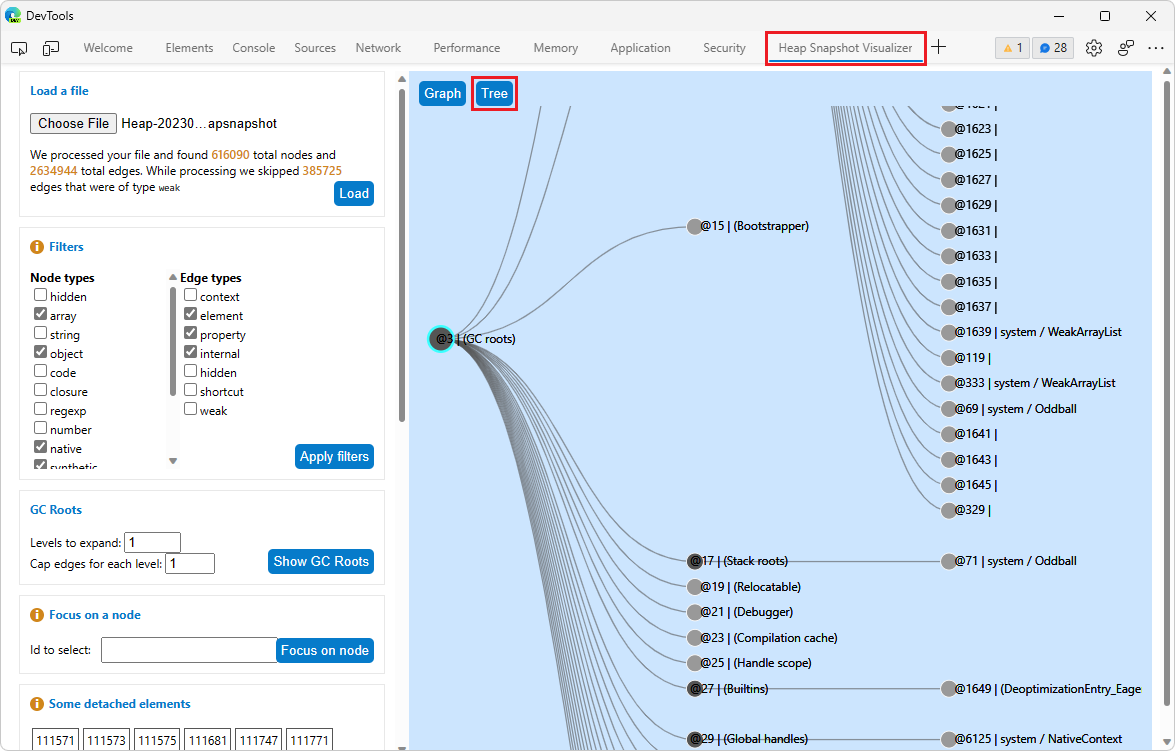 DevTools
Welcome
Elements
Console
Sources
Network
Performance
Memory
Application
Security
Heap Snapshot Visualizer
1
28
Load a file
Choose File Heap-20230...apsnapshot
We processed your file and found 616090 total nodes and
2634944 total edges. While processing we skipped 385725
edges that were of type weak
Load
Filters
Node types
hidden
array
string
object
code
closure
regexp
number
native
synthetic
Edge types
context
element
property
internal
hidden
shortcut
weak
Apply filters
GC Roots
Levels to expand: 1
Cap edges for each level: 1
Show GC Roots
Focus on a node
Id to select:
Focus on node
Some detached elements
111571 111573 111575 111681 111747 111771
Graph
Tree
@3 | (GC roots)
@15 | (Bootstrapper)
@17 | (Stack roots)
@19 | (Relocatable)
@21 | (Debugger)
@23 | (Compilation cache)
@25 | (Handle scope)
@27 | (Builtins)
@29 | (Global handles)
@1621 |
@1623 |
@1625 |
@1627 |
@1629 |
@1631 |
@1633 |
@1635 |
@1637 |
@1639 | system / WeakArrayList
@119 |
@333 | system / WeakArrayList
@69 | system / Oddball
@1641 |
@1643 |
@1645 |
@329 |
@71 | system / Oddball
@1649 | (DeoptimizationEntry_Eage
@6125 | system / NativeContext